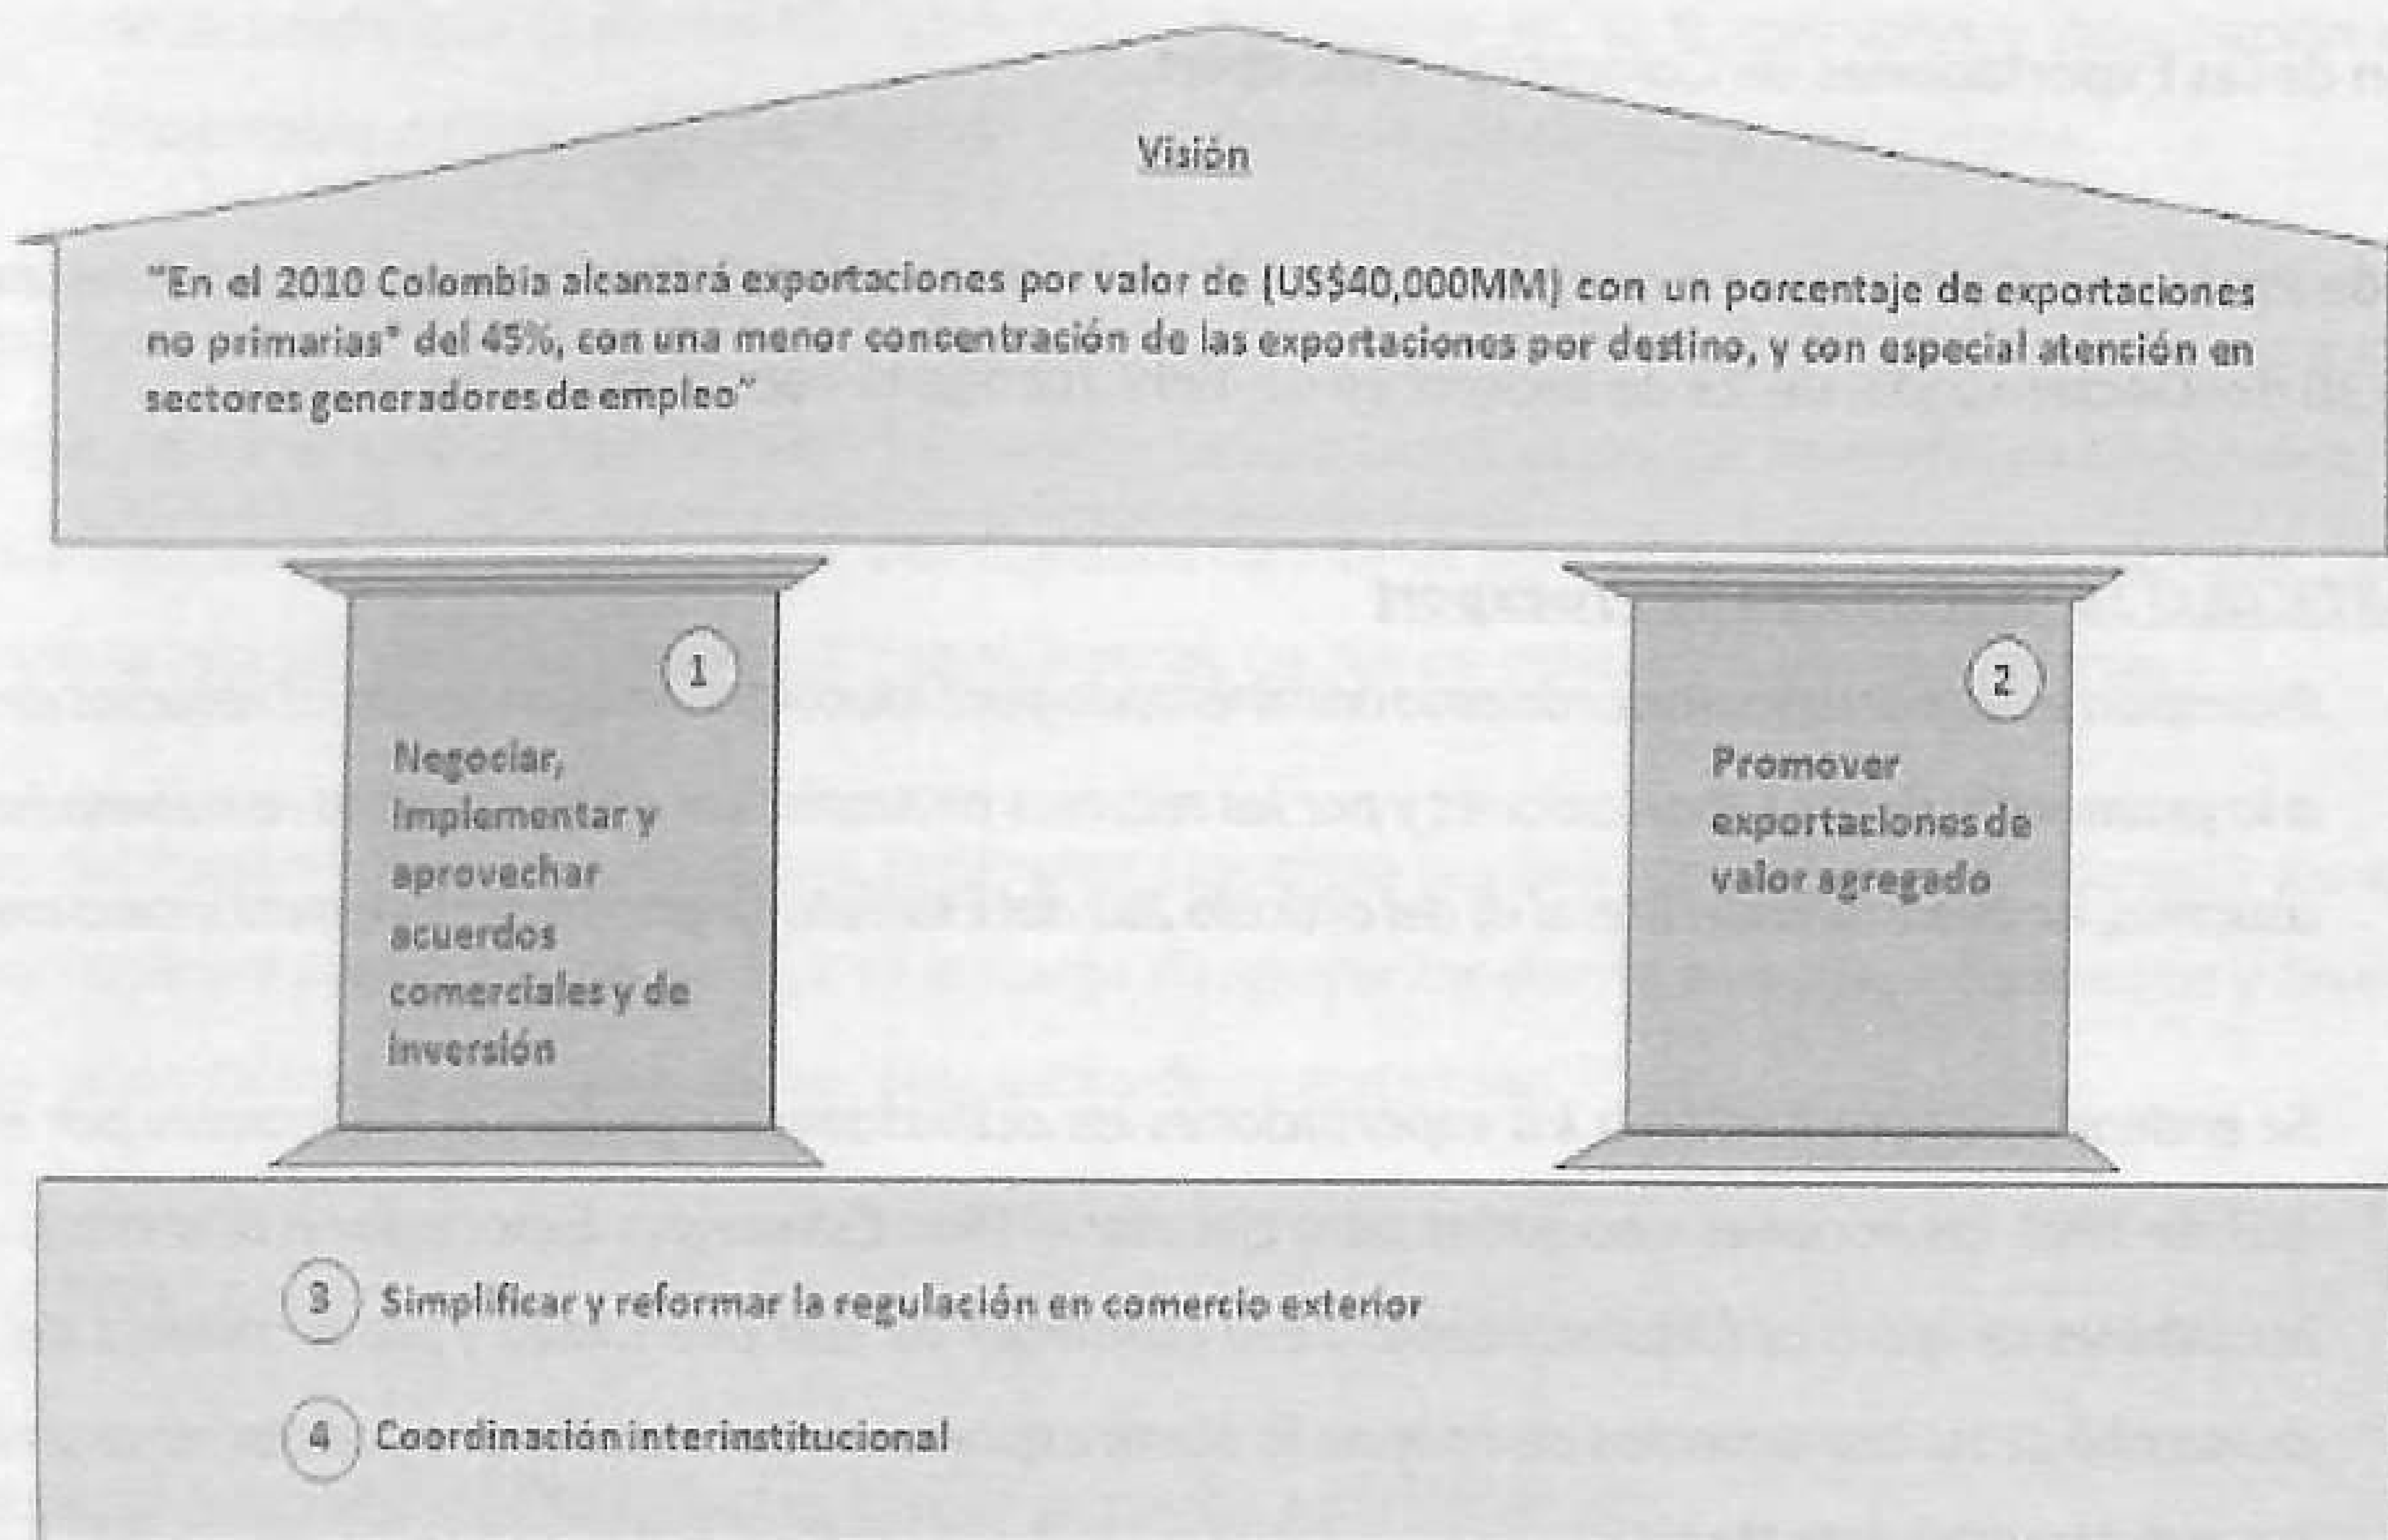 Visión
"En el 2010 Colombia alcanzará exportaciones por valor de (US$40,000MM) con un porcentaje de exportaciones
no primarias* del 45%, con una menor concentración de las exportaciones por destino, y con especial atención en
sectores generadores de empleo"
1
Negociar,
implementar y
aprovechar
acuerdos
comerciales y de
inversión
2
Promover
exportaciones de
valor agregado
3 Simplificar y reformar la regulación en comercio exterior
4 Coordinación interinstitucional